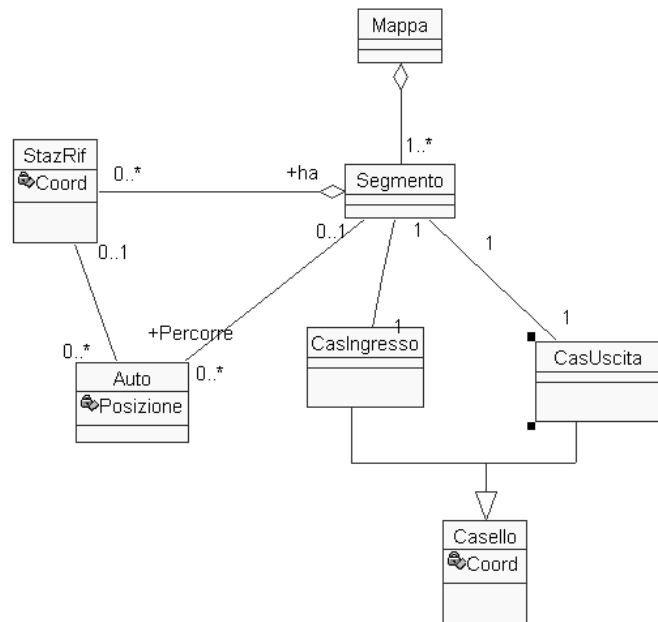 Mappa
1..*
StazRif
Coord
0..*
+ha
Segmento
0..1
0..1
1
1
+Percorre
0..*
0..*
1
1
CasIngresso
CasUscita
Auto
Posizione
Casello
Coord